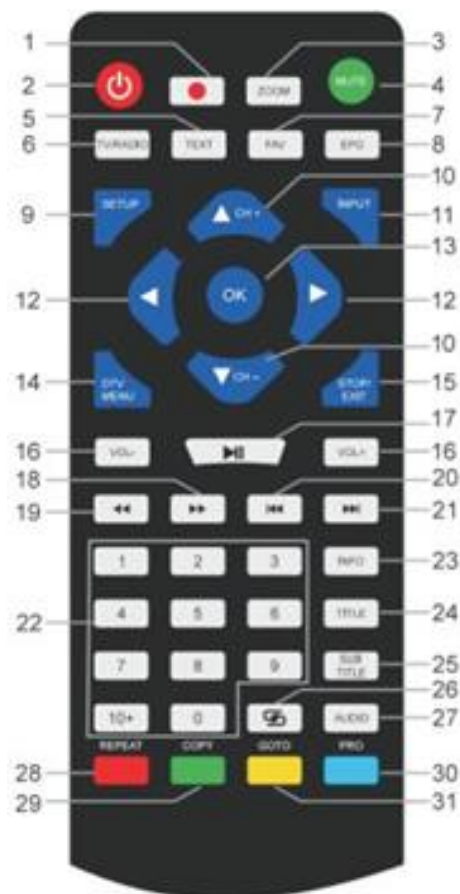 1
3
2
ZOOM
MUTE
4
5
7
6
TV/RADIO
TEXT
FAV
EPG
8
9
SETUP
CH +
INPUT
10
11
13
12
OK
12
10
14
DTV MENU
CH -
STOP/ EXIT
15
17
16
VOL-
VOL+
16
18
20
19
21
1
2
3
INFO
23
22
4
5
6
TITLE
24
7
8
9
SUB TITLE
25
26
10+
0
AUDIO
27
REPEAT
COPY
GOTO
PRO
28
30
29
31